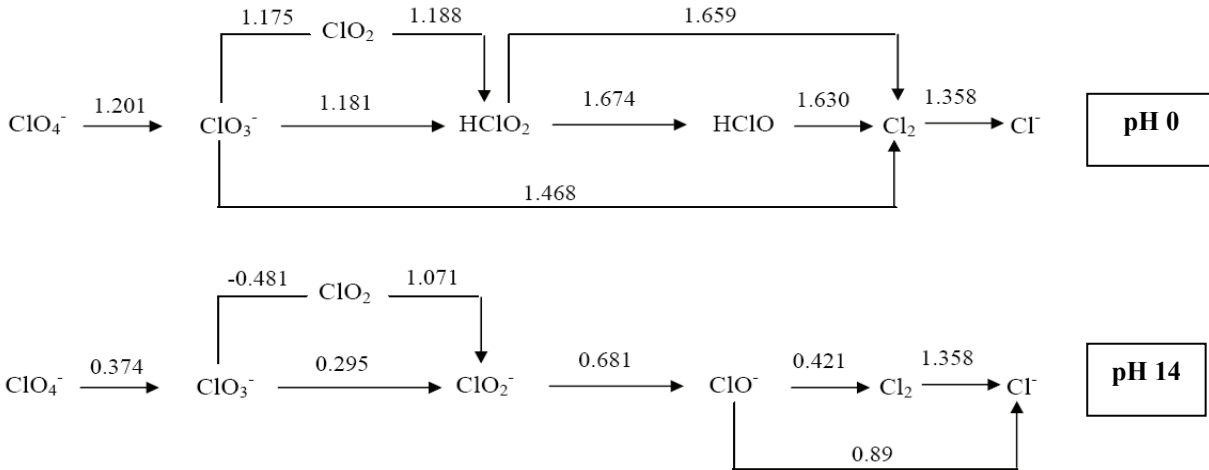 1.175 ClO₂ 1.188 1.659
ClO₄⁻ 1.201 ClO₃⁻ 1.181 HClO₂ 1.674 HClO 1.630 Cl₂ 1.358 Cl⁻ pH 0
1.468
-0.481 ClO₂ 1.071
ClO₄⁻ 0.374 ClO₃⁻ 0.295 ClO₂⁻ 0.681 ClO⁻ 0.421 Cl₂ 1.358 Cl⁻ pH 14
0.89